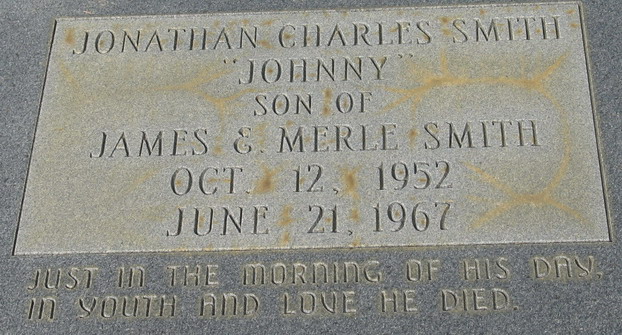 JONATHAN CHARLES SMITH
"JOHNNY"
SON OF
JAMES & MERLE SMITH
OCT. 12, 1952
JUNE 21, 1967
JUST IN THE MORNING OF HIS DAY,
IN YOUTH AND LOVE HE DIED.